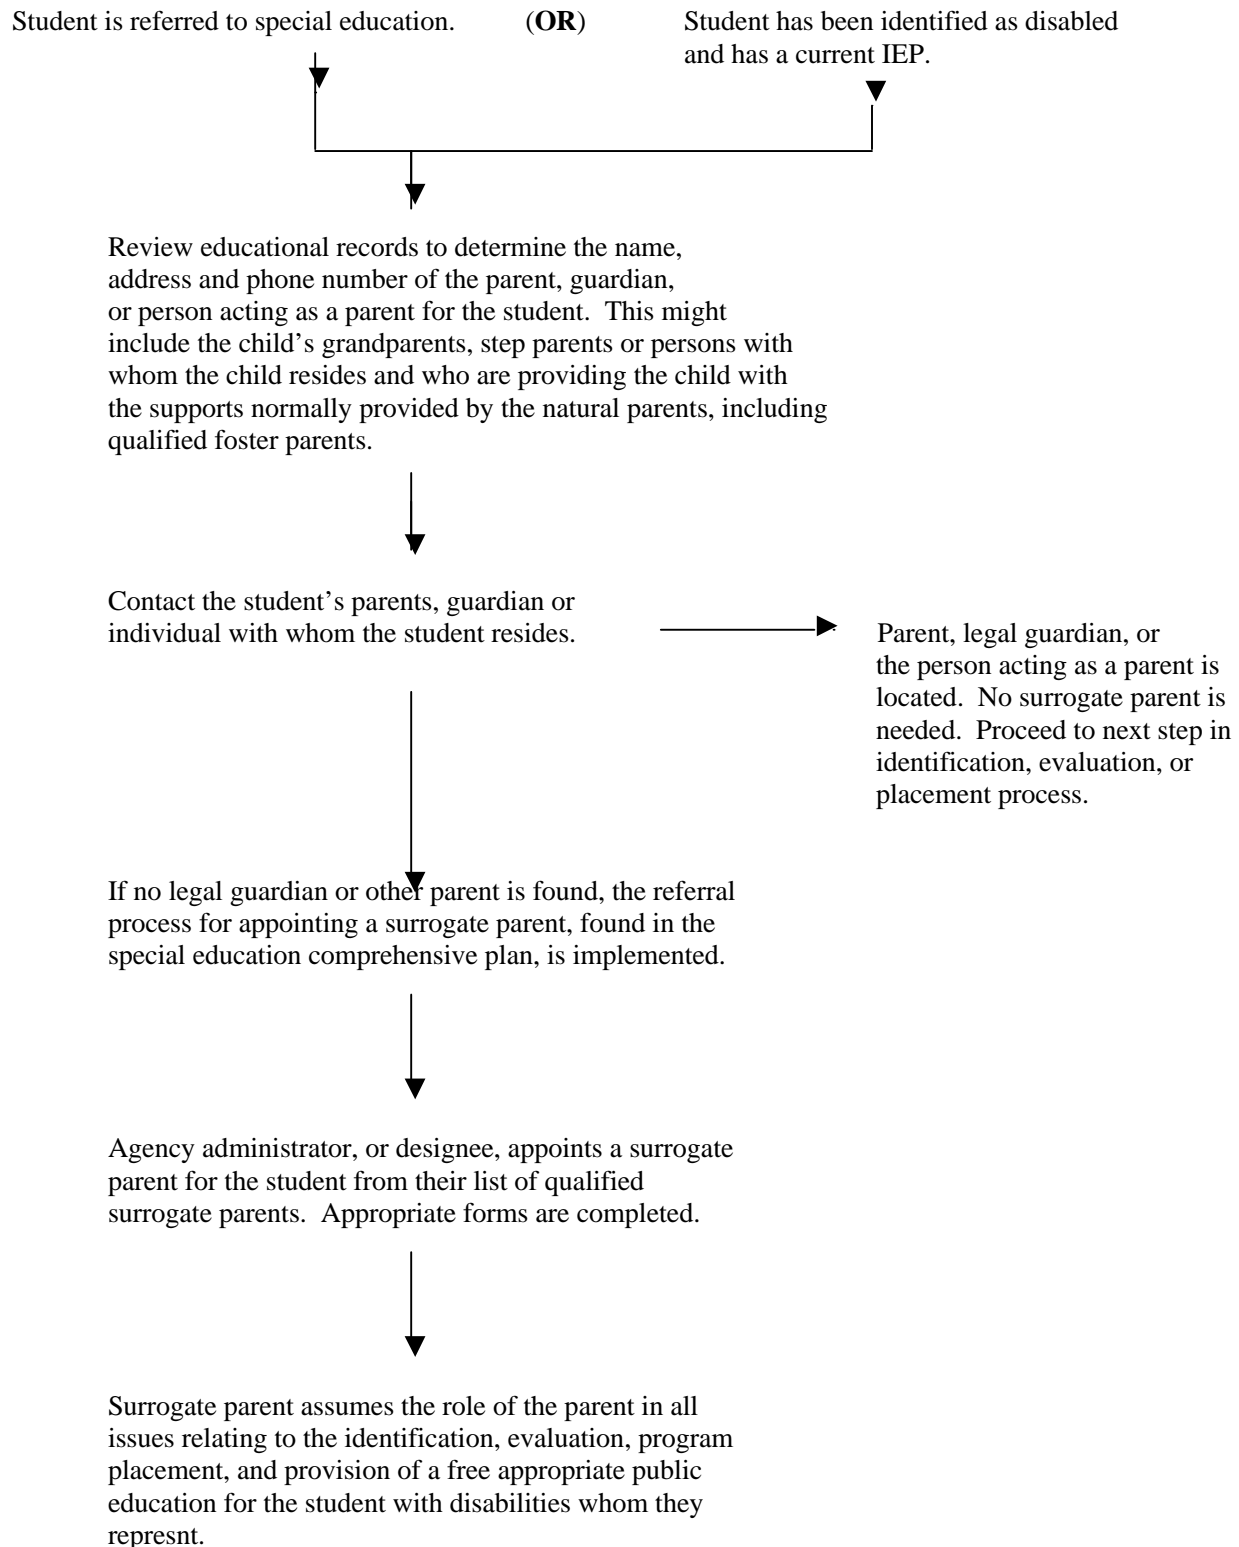 Student is referred to special education. (OR) Student has been identified as disabled
and has a current IEP.
Review educational records to determine the name,
address and phone number of the parent, guardian,
or person acting as a parent for the student. This might
include the child’s grandparents, step parents or persons with
whom the child resides and who are providing the child with
the supports normally provided by the natural parents, including
qualified foster parents.
Contact the student’s parents, guardian or
individual with whom the student resides.
Parent, legal guardian, or
the person acting as a parent is
located. No surrogate parent is
needed. Proceed to next step in
identification, evaluation, or
placement process.
If no legal guardian or other parent is found, the referral
process for appointing a surrogate parent, found in the
special education comprehensive plan, is implemented.
Agency administrator, or designee, appoints a surrogate
parent for the student from their list of qualified
surrogate parents. Appropriate forms are completed.
Surrogate parent assumes the role of the parent in all
issues relating to the identification, evaluation, program
placement, and provision of a free appropriate public
education for the student with disabilities whom they
represnt.